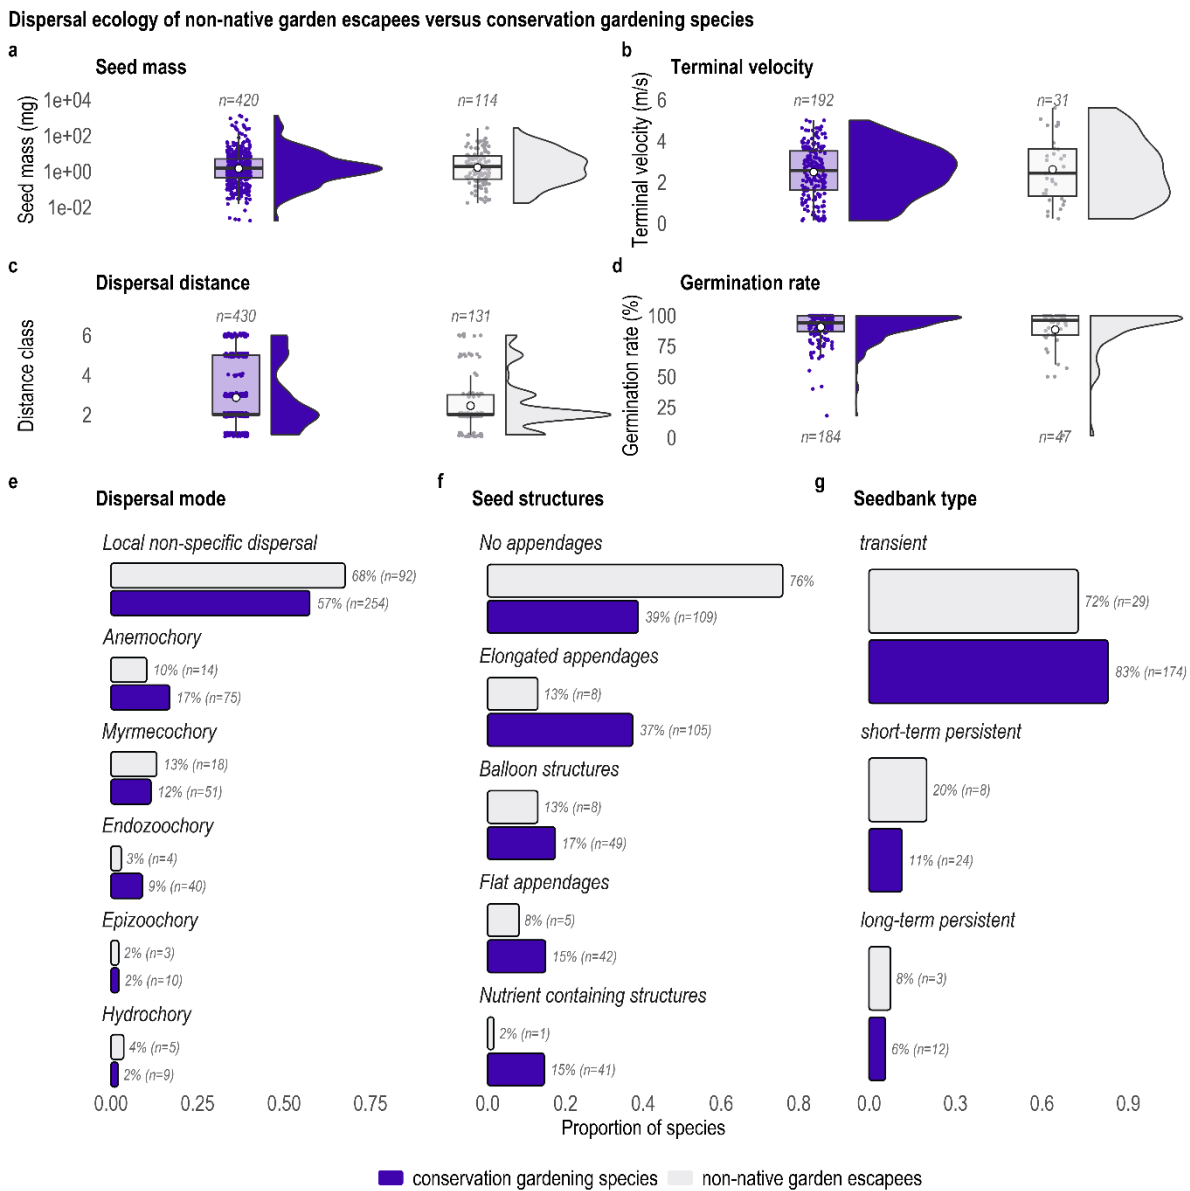 Dispersal ecology of non-native garden escapees versus conservation gardening species
a
Seed mass
Seed mass (mg)
1e+04
1e+02
1e+00
1e-02
n=420
n=114
b
Terminal velocity
Terminal velocity (m/s)
6
4
2
0
n=192
n=31
c
Dispersal distance
Distance class
6
4
2
n=430
n=131
d
Germination rate
Germination rate (%)
100
75
50
25
0
n=184
n=47
e
Dispersal mode
Local non-specific dispersal
68% (n=92)
57% (n=254)
Anemochory
10% (n=14)
17% (n=75)
Myrmecochory
13% (n=18)
12% (n=51)
Endozoochory
3% (n=4)
9% (n=40)
Epizoochory
2% (n=3)
2% (n=10)
Hydrochory
4% (n=5)
2% (n=9)
0.00 0.25 0.50 0.75
f
Seed structures
No appendages
76%
39% (n=109)
Elongated appendages
13% (n=8)
37% (n=105)
Balloon structures
13% (n=8)
17% (n=49)
Flat appendages
8% (n=5)
15% (n=42)
Nutrient containing structures
2% (n=1)
15% (n=41)
0.0 0.2 0.4 0.6 0.8
g
Seedbank type
transient
72% (n=29)
83% (n=174)
short-term persistent
20% (n=8)
11% (n=24)
long-term persistent
8% (n=3)
6% (n=12)
0.0 0.3 0.6 0.9
Proportion of species
conservation gardening species non-native garden escapees